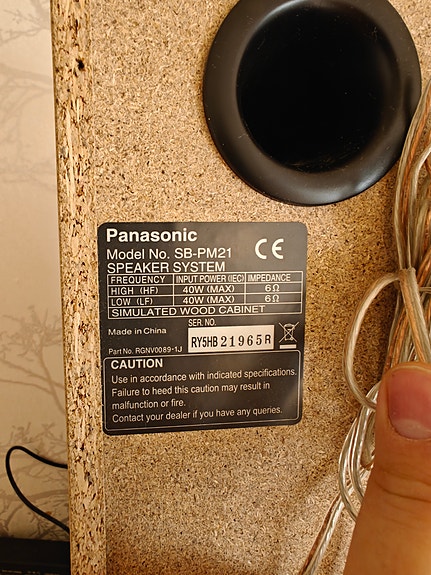 Panasonic
Model No. SB-PM21
CE
SPEAKER SYSTEM
FREQUENCY INPUT POWER (IEC) IMPEDANCE
HIGH (HF) 40W (MAX) 6Ω
LOW (LF) 40W (MAX) 6Ω
SIMULATED WOOD CABINET
SER. NO.
Made in China
RY5HB21965R
Part No. RGNV0089-1J
CAUTION
Use in accordance with indicated specifications.
Failure to heed this caution may result in
malfunction or fire.
Contact your dealer if you have any queries.